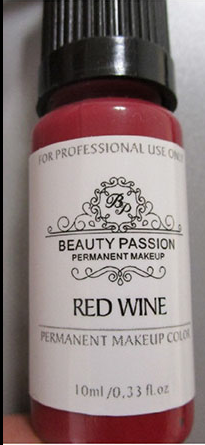 FOR PROFESSIONAL USE ONLY
BP
BEAUTY PASSION
PERMANENT MAKEUP
RED WINE
PERMANENT MAKEUP COLOR
10ml/0.33 fl.oz